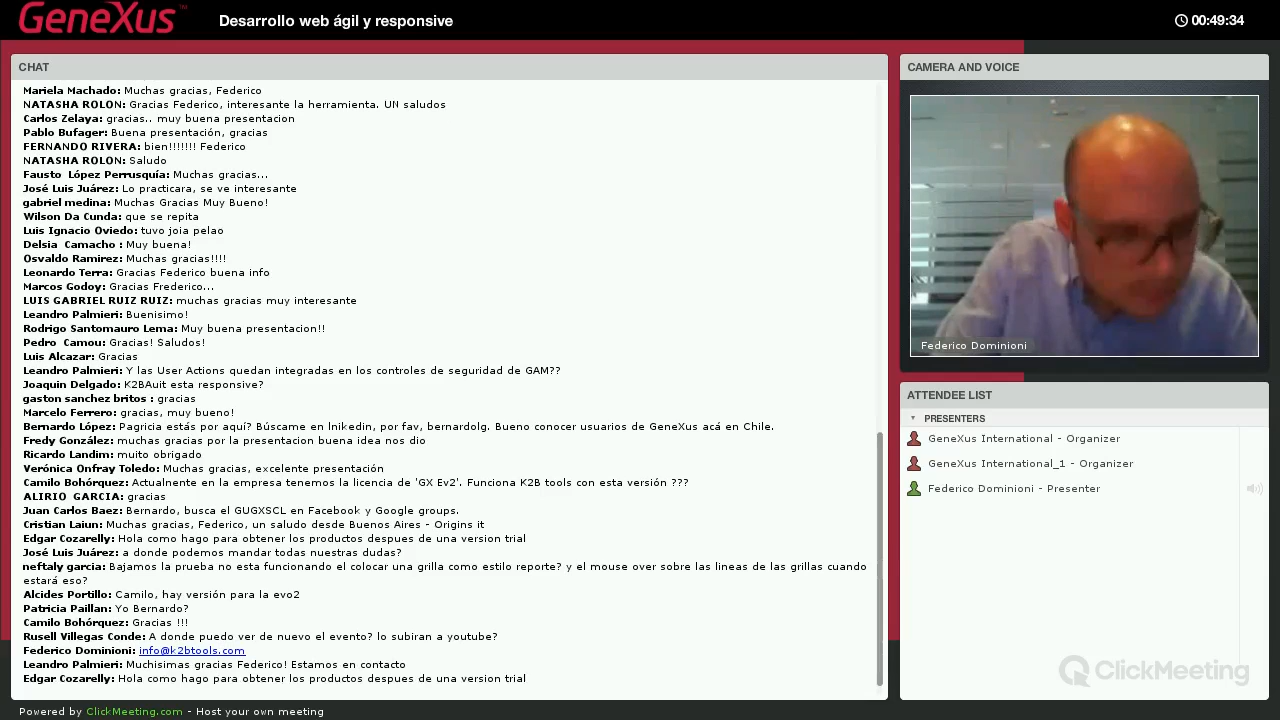 GeneXus™
Desarrollo web ágil y responsive
00:49:34
CHAT
Mariela Machado: Muchas gracias, Federico
NATASHA ROLON: Gracias Federico, interesante la herramienta. UN saludos
Carlos Zelaya: gracias.. muy buena presentacion
Pablo Bufager: Buena presentación, gracias
FERNANDO RIVERA: bien!!!!!!! Federico
NATASHA ROLON: Saludo
Fausto López Perrusquía: Muchas gracias...
José Luis Juárez: Lo practicara, se ve interesante
gabriel medina: Muchas Gracias Muy Bueno!
Wilson Da Cunda: que se repita
Luis Ignacio Oviedo: tuvo joia pelao
Delsia Camacho : Muy buena!
Osvaldo Ramirez: Muchas gracias!!!!
Leonardo Terra: Gracias Federico buena info
Marcos Godoy: Gracias Frederico...
LUIS GABRIEL RUIZ RUIZ: muchas gracias muy interesante
Leandro Palmieri: Buenisimo!
Rodrigo Santomauro Lema: Muy buena presentacion!!
Pedro Camou: Gracias! Saludos!
Luis Alcazar: Gracias
Leandro Palmieri: Y las User Actions quedan integradas en los controles de seguridad de GAM??
Joaquin Delgado: K2BAuit esta responsive?
gaston sanchez britos : gracias
Marcelo Ferrero: gracias, muy bueno!
Bernardo López: Pagricia estás por aquí? Búscame en lnikedin, por fav, bernardolg. Bueno conocer usuarios de GeneXus acá en Chile.
Fredy González: muchas gracias por la presentacion buena idea nos dio
Ricardo Landim: muito obrigado
Verónica Onfray Toledo: Muchas gracias, excelente presentación
Camilo Bohórquez: Actualnente en la empresa tenemos la licencia de 'GX Ev2'. Funciona K2B tools con esta versión ???
ALIRIO GARCIA: gracias
Juan Carlos Baez: Bernardo, busca el GUGXSCL en Facebook y Google groups.
Cristian Laiun: Muchas gracias, Federico, un saludo desde Buenos Aires - Origins it
Edgar Cozarelly: Hola como hago para obtener los productos despues de una version trial
José Luis Juárez: a donde podemos mandar todas nuestras dudas?
neftaly garcia: Bajamos la prueba no esta funcionando el colocar una grilla como estilo reporte? y el mouse over sobre las lineas de las grillas cuando
estará eso?
Alcides Portillo: Camilo, hay versión para la evo2
Patricia Paillan: Yo Bernardo?
Camilo Bohórquez: Gracias !!!
Rusell Villegas Conde: A donde puedo ver de nuevo el evento? lo subiran a youtube?
Federico Dominioni: info@k2btools.com
Leandro Palmieri: Muchisimas gracias Federico! Estamos en contacto
Edgar Cozarelly: Hola como hago para obtener los productos despues de una version trial
CAMERA AND VOICE
Federico Dominioni
ATTENDEE LIST
PRESENTERS
GeneXus International - Organizer
GeneXus International_1 - Organizer
Federico Dominioni - Presenter
ClickMeeting
Powered by ClickMeeting.com - Host your own meeting